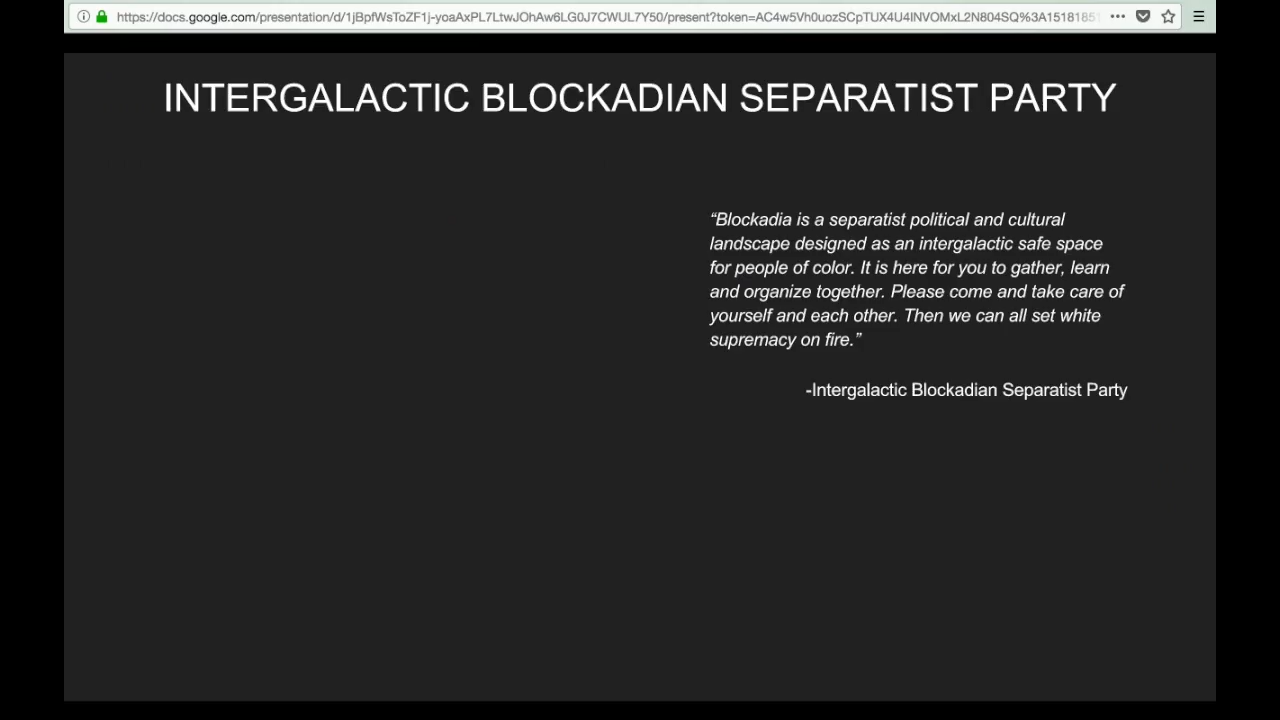 https://docs.google.com/presentation/d/1jBpfWsToZF1j-yoaAxPL7LtwJOhAw6LG0J7CWUL7Y50/present?token=AC4w5Vh0uozSCpTUX4U4INVOMxL2N804SQ%3A1518185
INTERGALACTIC BLOCKADIAN SEPARATIST PARTY
“Blockadia is a separatist political and cultural
landscape designed as an intergalactic safe space
for people of color. It is here for you to gather, learn
and organize together. Please come and take care of
yourself and each other. Then we can all set white
supremacy on fire.”
-Intergalactic Blockadian Separatist Party